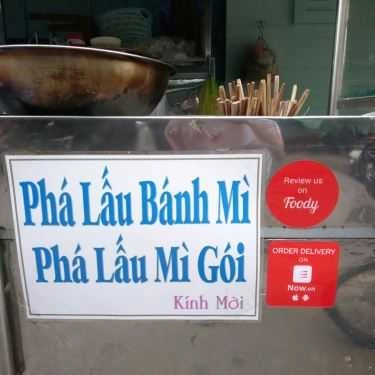 Phá Lấu Bánh Mì
Phá Lấu Mì Gói
Kính Mời
Review us
on
Foody
ORDER DELIVERY
ON
Now.vn